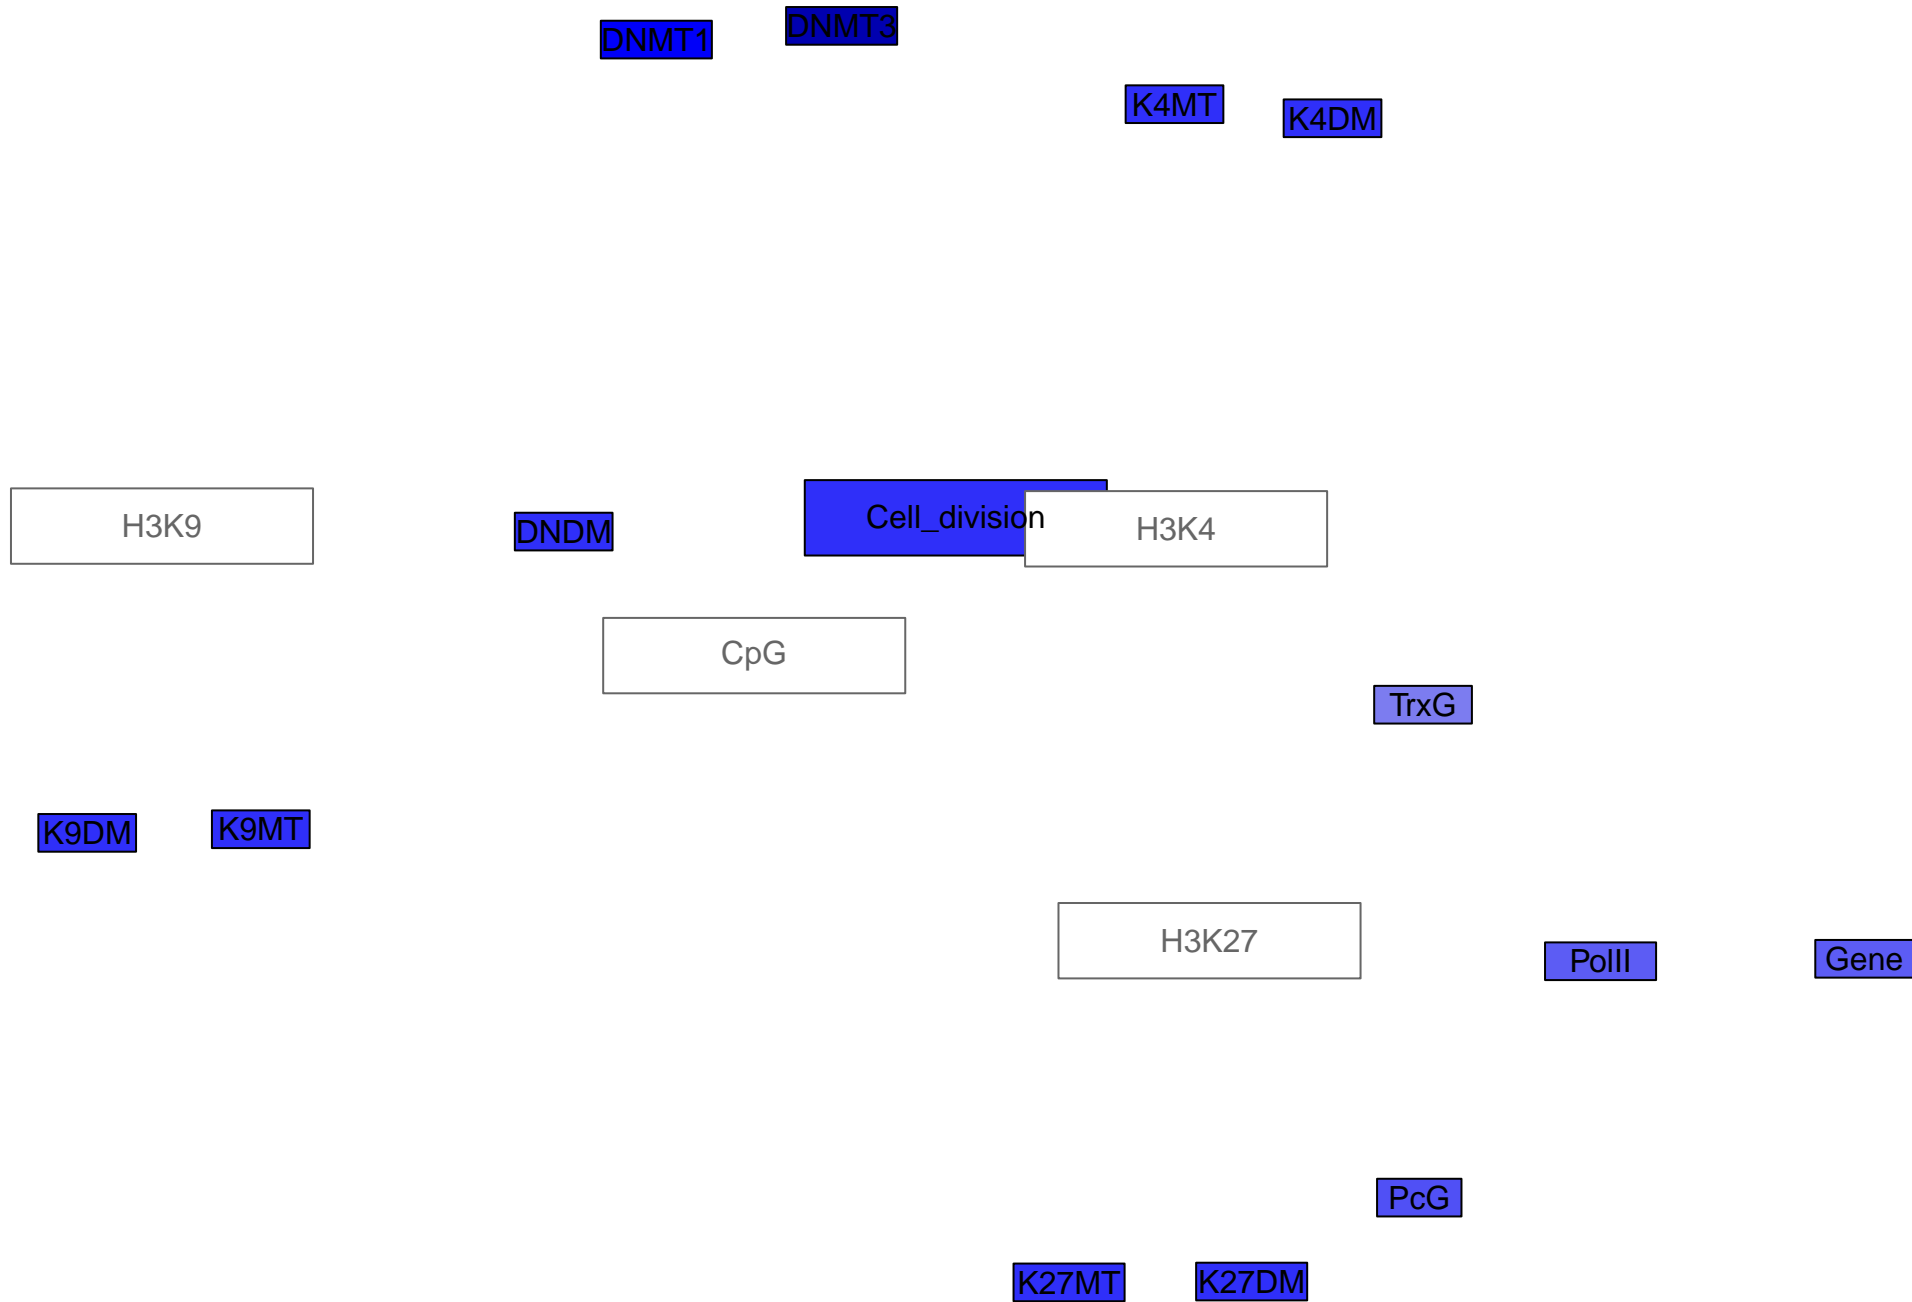 DNMT1
DNMT3
K4MT
K4DM
H3K9
DNDM
Cell_division
H3K4
CpG
TrxG
K9DM
K9MT
H3K27
PolII
Gene
PcG
K27MT
K27DM